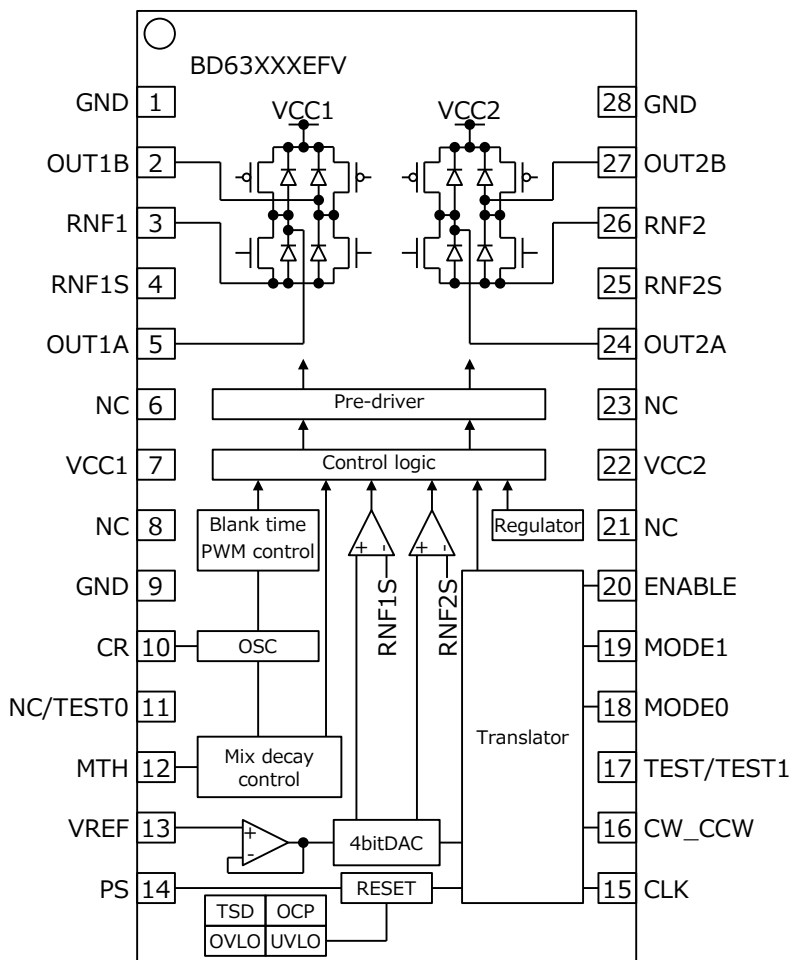 BD63XXXEFV
GND 1
28 GND
VCC1
VCC2
OUT1B 2
27 OUT2B
RNF1 3
26 RNF2
RNF1S 4
25 RNF2S
OUT1A 5
24 OUT2A
NC 6
Pre-driver
23 NC
VCC1 7
Control logic
22 VCC2
NC 8
Blank time
PWM control
+ -
+ -
Regulator
21 NC
GND 9
RNF1S
RNF2S
20 ENABLE
CR 10
OSC
19 MODE1
NC/TEST0 11
18 MODE0
MTH 12
Mix decay
control
Translator
17 TEST/TEST1
VREF 13
+
-
4bitDAC
16 CW_CCW
PS 14
RESET
15 CLK
TSD OCP
OVLO UVLO